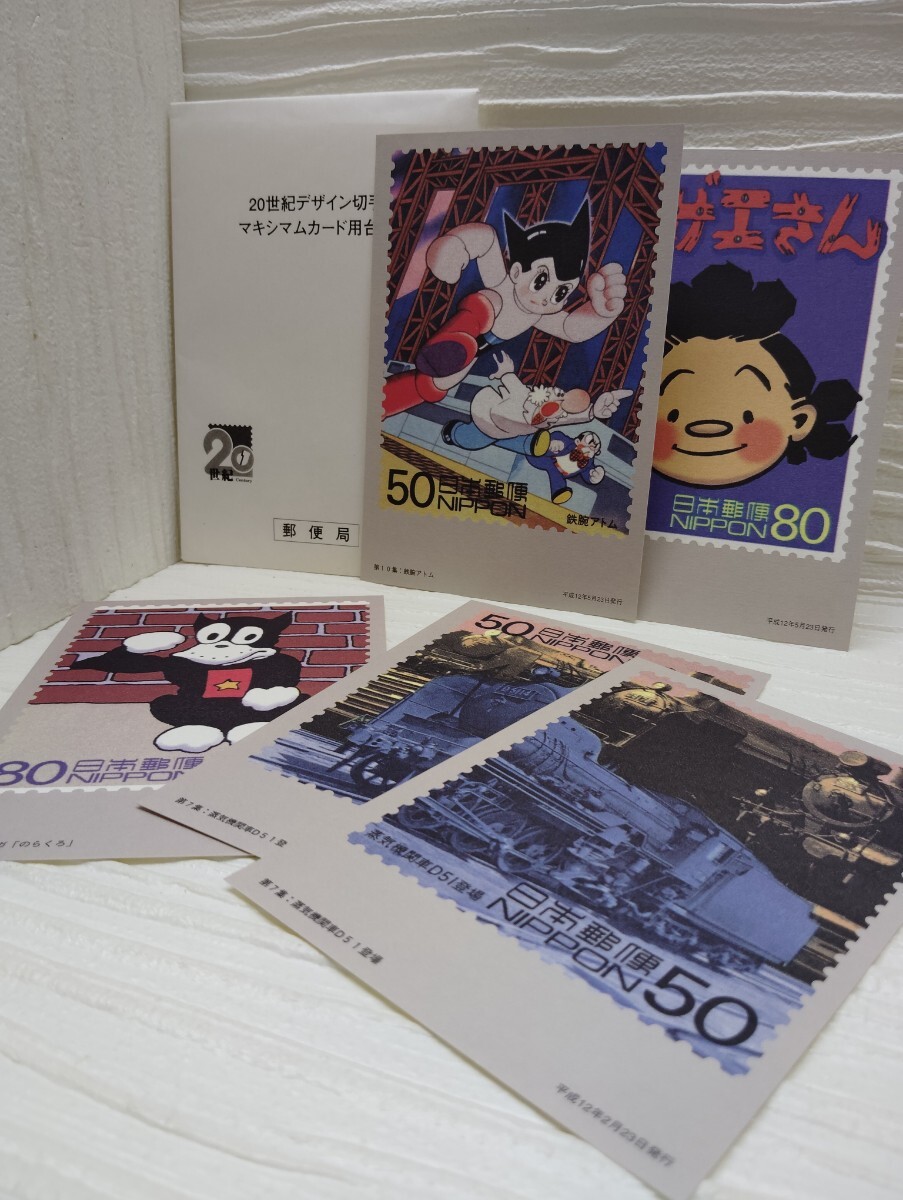 20世紀デザイン切手
マキシマムカード用台
20
世紀
Century
郵便局
50 日本郵便
NIPPON
鉄腕アトム
第10集：鉄腕アトム
平成12年5月23日発行
ザエさん
日本郵便
NIPPON 80
平成12年5月23日発行
80 日本郵便
NIPPON
ガ「のらくろ」
50 日本郵便
NIPPON
第7集：蒸気機関車D51登
蒸気機関車D51登場
日本郵便
NIPPON 50
第7集：蒸気機関車D51登場
平成12年2月23日発行